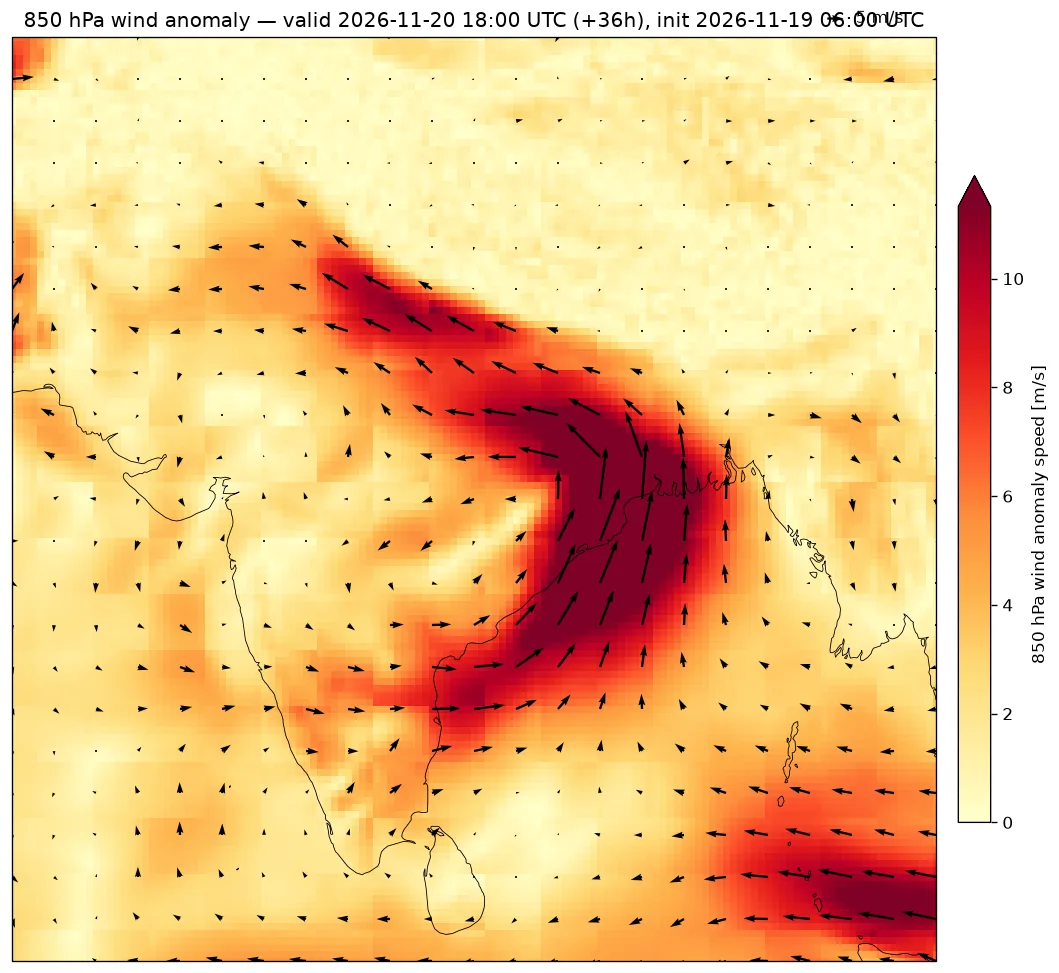 850 hPa wind anomaly — valid 2026-11-20 18:00 UTC (+36h), init 2026-11-19 06:00 UTC
5 m/s
10
8
6
4
2
0
850 hPa wind anomaly speed [m/s]